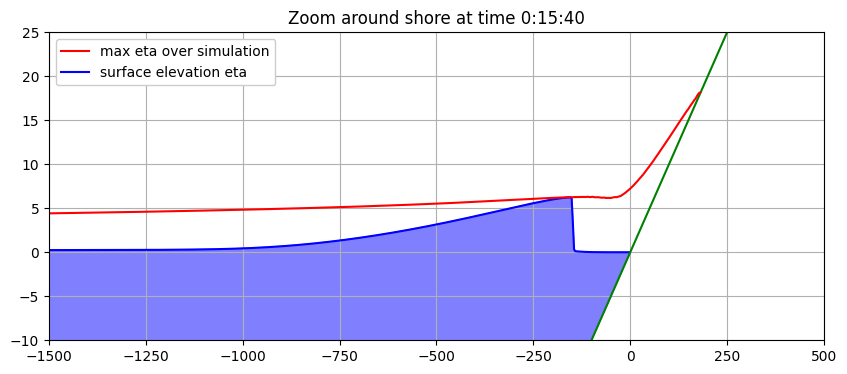 Zoom around shore at time 0:15:40
max eta over simulation
surface elevation eta
25
20
15
10
5
0
−5
−10
−1500 −1250 −1000 −750 −500 −250 0 250 500